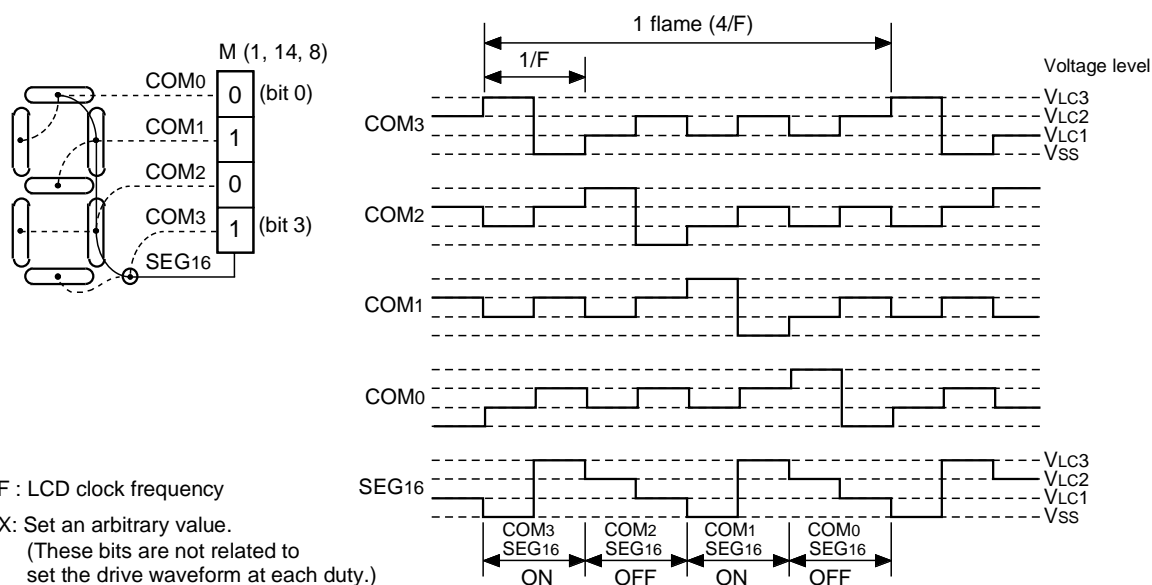 M (1, 14, 8)
COM0 0 (bit 0)
COM1 1
COM2 0
COM3 1 (bit 3)
SEG16
F : LCD clock frequency
X: Set an arbitrary value.
(These bits are not related to
set the drive waveform at each duty.)
1 flame (4/F)
1/F
Voltage level
COM3
VLC3
VLC2
VLC1
VSS
COM2
COM1
COM0
SEG16
VLC3
VLC2
VLC1
VSS
COM3 COM2 COM1 COM0
SEG16 SEG16 SEG16 SEG16
ON OFF ON OFF